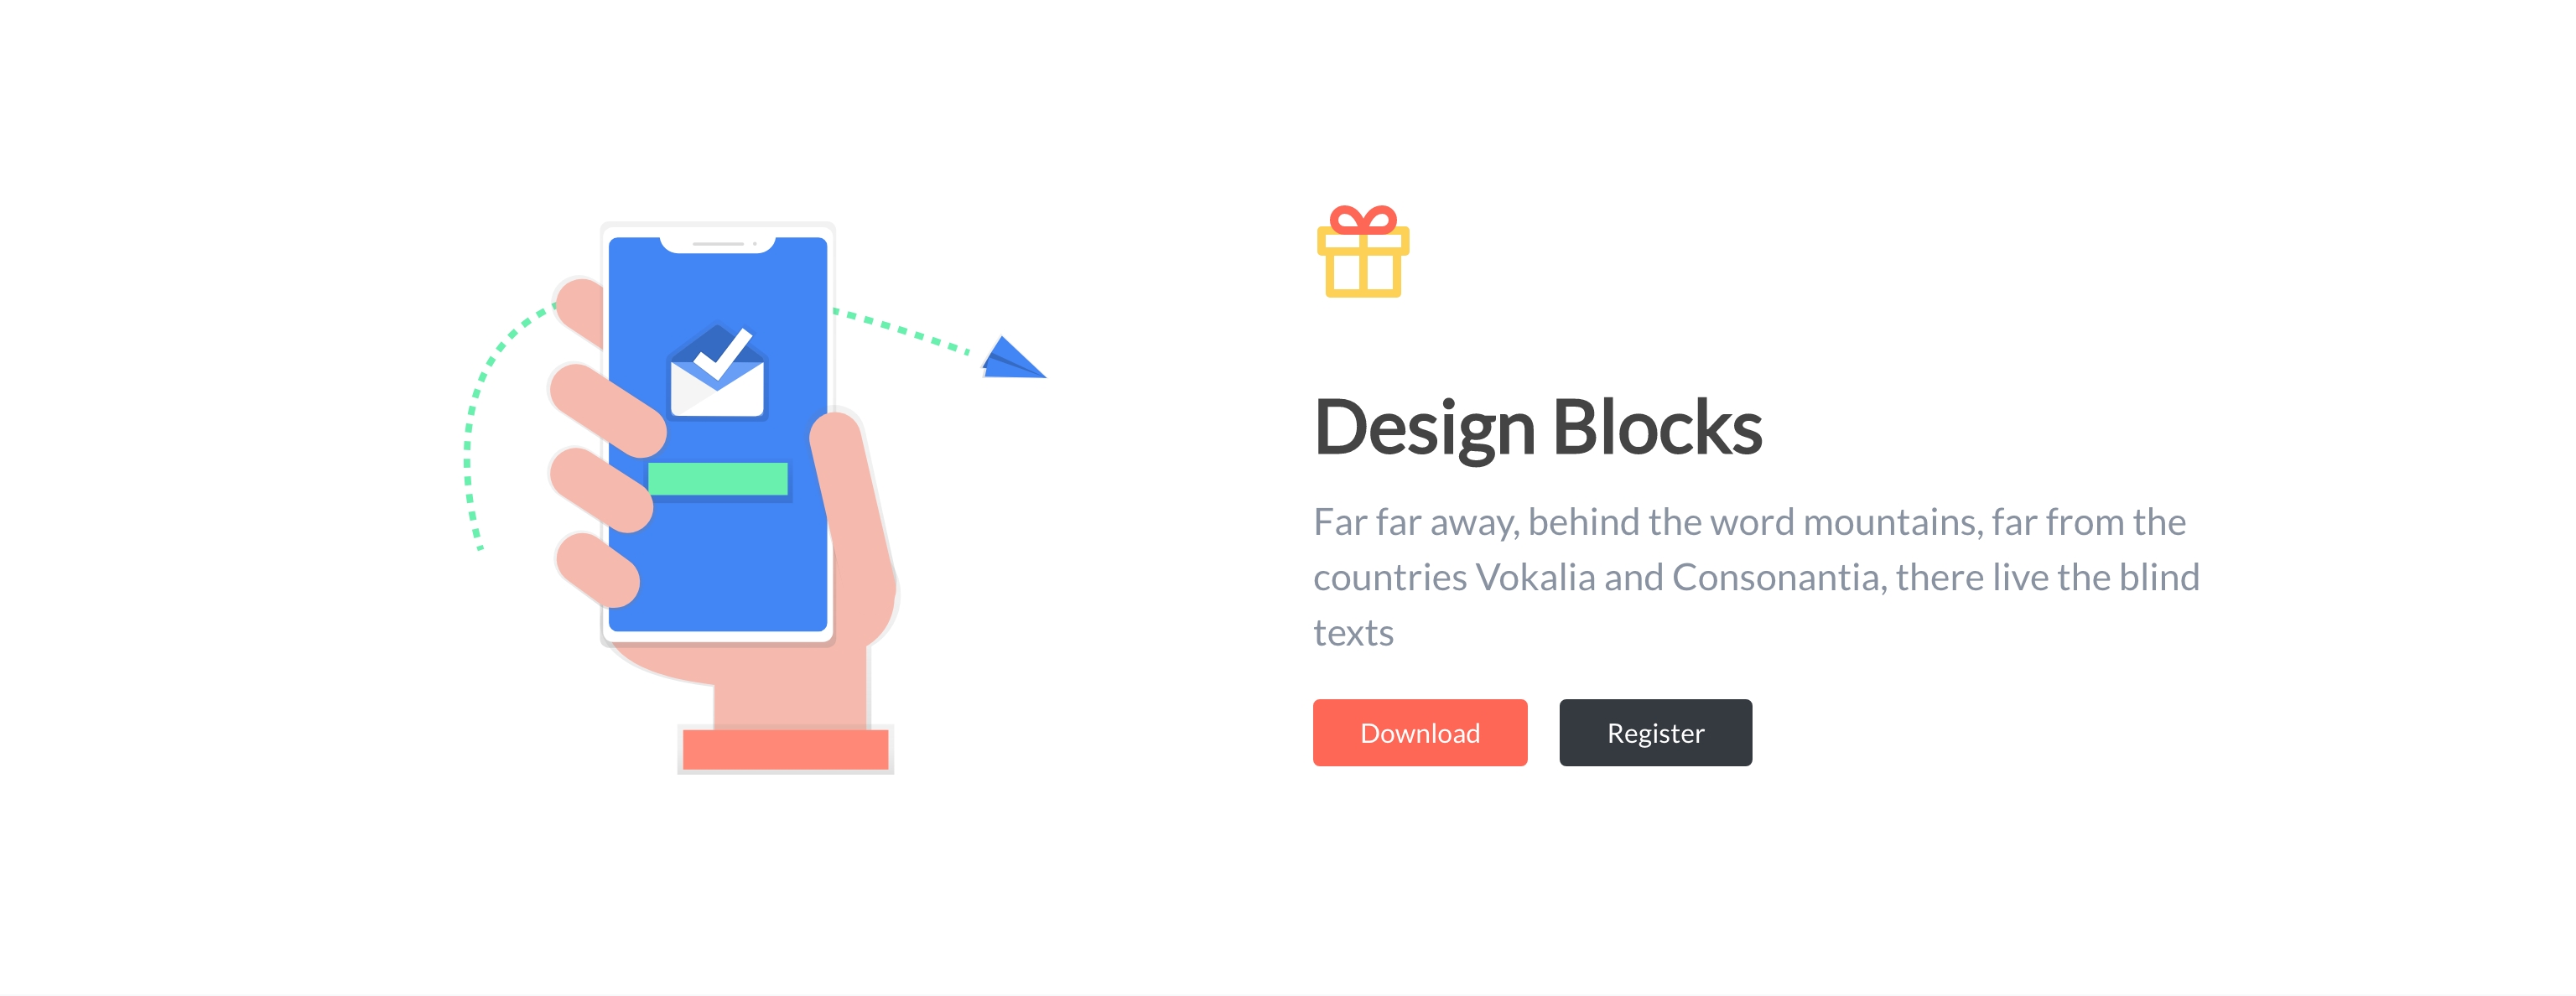 Design Blocks
Far far away, behind the word mountains, far from the
countries Vokalia and Consonantia, there live the blind
texts
Download
Register